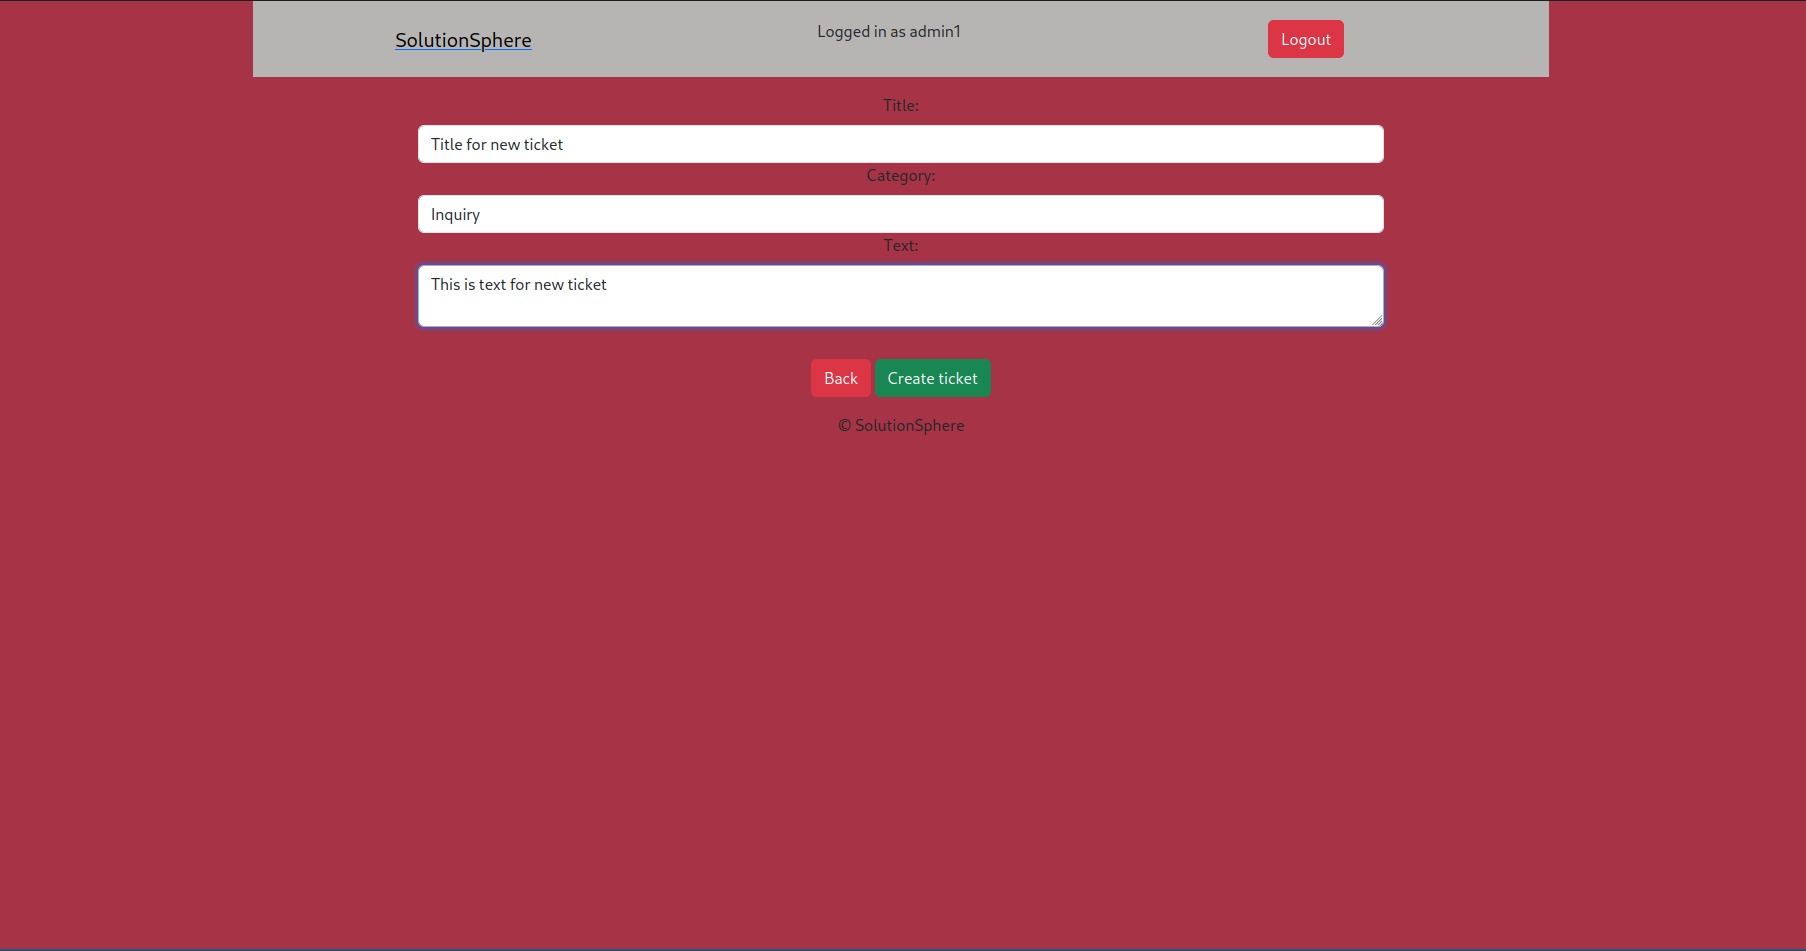 SolutionSphere
Logged in as admin1
Logout
Title:
Title for new ticket
Category:
Inquiry
Text:
This is text for new ticket
Back Create ticket
© SolutionSphere